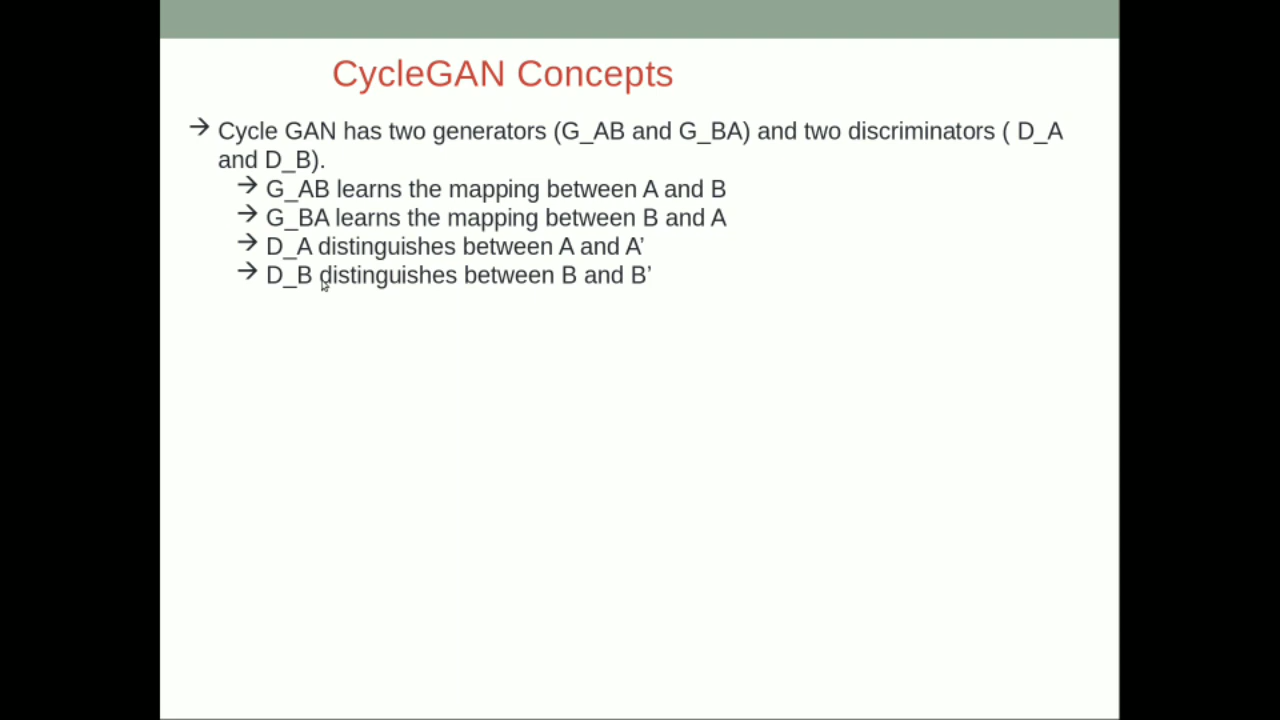 CycleGAN Concepts
→ Cycle GAN has two generators (G_AB and G_BA) and two discriminators ( D_A
and D_B).
→ G_AB learns the mapping between A and B
→ G_BA learns the mapping between B and A
→ D_A distinguishes between A and A’
→ D_B distinguishes between B and B’